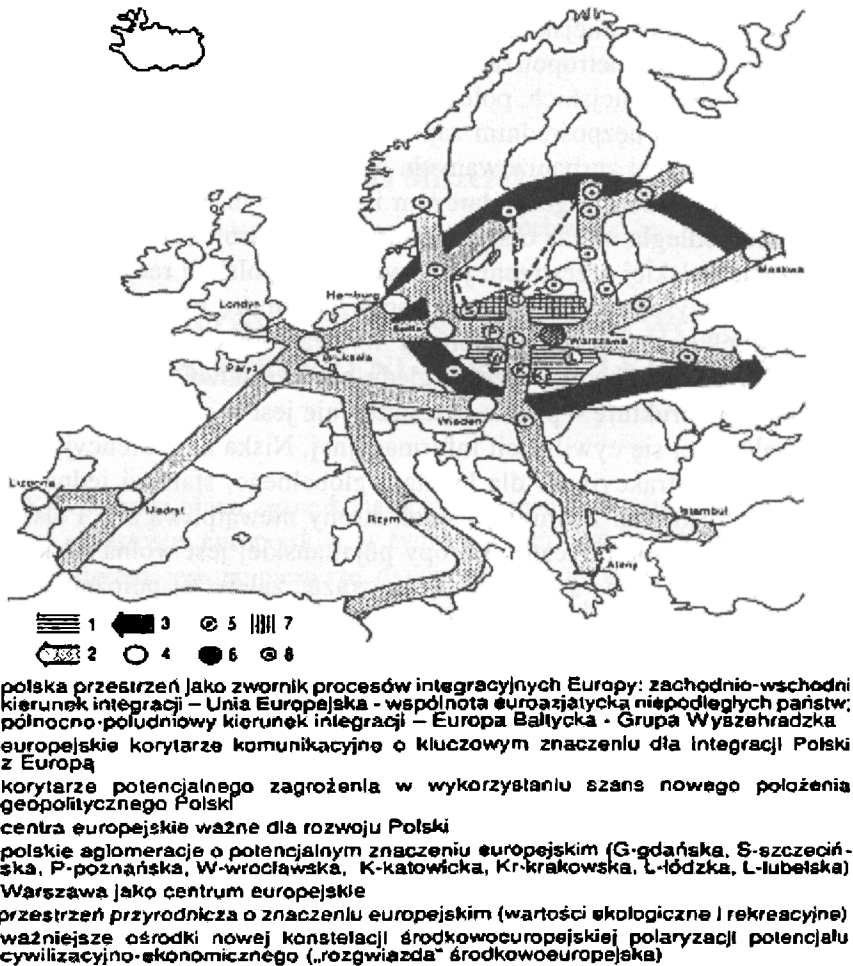 Moskwa
Hamburg
Londyn
Berlin
Warszawa
Bruksela
Paryż
Wiedeń
Lizbona
Madryt
Rzym
Istambuł
Ateny
1 3 5 7
2 4 6 8
polska przestrzeń jako zwornik procesów integracyjnych Europy: zachodnio-wschodni
kierunek integracji – Unia Europejska - wspólnota euroazjatycka niepodległych państw;
północno-południowy kierunek integracji – Europa Bałtycka - Grupa Wyszehradzka
europejskie korytarze komunikacyjne o kluczowym znaczeniu dla integracji Polski
z Europą
korytarze potencjalnego zagrożenia w wykorzystaniu szans nowego położenia
geopolitycznego Polski
centra europejskie ważne dla rozwoju Polski
polskie aglomeracje o potencjalnym znaczeniu europejskim (G-gdańska, S-szczeciń-
ska, P-poznańska, W-wrocławska, K-katowicka, Kr-krakowska, Ł-łódzka, L-lubelska)
Warszawa jako centrum europejskie
przestrzeń przyrodnicza o znaczeniu europejskim (wartości ekologiczne i rekreacyjne)
ważniejsze ośrodki nowej konstelacji środkowoeuropejskiej polaryzacji potencjału
cywilizacyjno-ekonomicznego („rozgwiazda“ środkowoeuropejska)